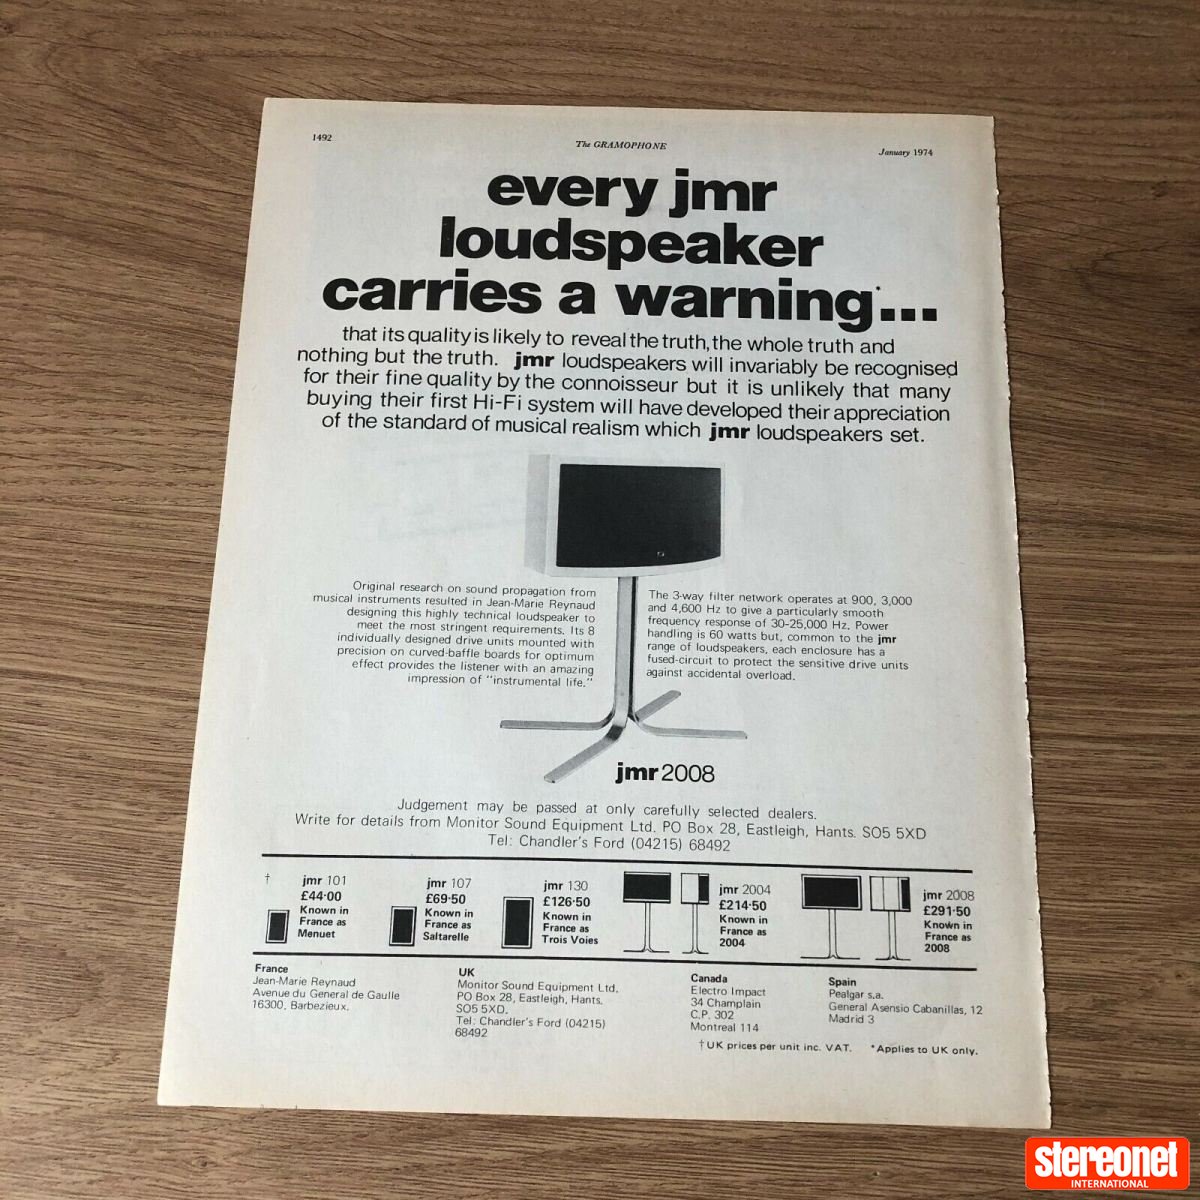 1492
The GRAMOPHONE
January 1974
every jmr
loudspeaker
carries a warning*...
that its quality is likely to reveal the truth, the whole truth and
nothing but the truth. jmr loudspeakers will invariably be recognised
for their fine quality by the connoisseur but it is unlikely that many
buying their first Hi-Fi system will have developed their appreciation
of the standard of musical realism which jmr loudspeakers set.
Original research on sound propagation from
musical instruments resulted in Jean-Marie Reynaud
designing this highly technical loudspeaker to
meet the most stringent requirements. Its 8
individually designed drive units mounted with
precision on curved-baffle boards for optimum
effect provides the listener with an amazing
impression of "instrumental life."
The 3-way filter network operates at 900, 3,000
and 4,600 Hz to give a particularly smooth
frequency response of 30-25,000 Hz. Power
handling is 60 watts but, common to the jmr
range of loudspeakers, each enclosure has a
fused-circuit to protect the sensitive drive units
against accidental overload.
jmr 2008
Judgement may be passed at only carefully selected dealers.
Write for details from Monitor Sound Equipment Ltd. PO Box 28, Eastleigh, Hants. SO5 5XD
Tel: Chandler's Ford (04215) 68492
†
jmr 101
£44·00
Known in
France as
Menuet
jmr 107
£69·50
Known in
France as
Saltarelle
jmr 130
£126·50
Known in
France as
Trois Voies
jmr 2004
£214·50
Known in
France as
2004
jmr 2008
£291·50
Known in
France as
2008
France
Jean-Marie Reynaud
Avenue du General de Gaulle
16300, Barbezieux.
UK
Monitor Sound Equipment Ltd.
PO Box 28, Eastleigh, Hants.
SO5 5XD.
Tel: Chandler's Ford (04215)
68492
Canada
Electro Impact
34 Champlain
C.P. 302
Montreal 114
Spain
Pealgar s.a.
General Asensio Cabanillas, 12
Madrid 3
†UK prices per unit inc. VAT. *Applies to UK only.
stereonet
INTERNATIONAL